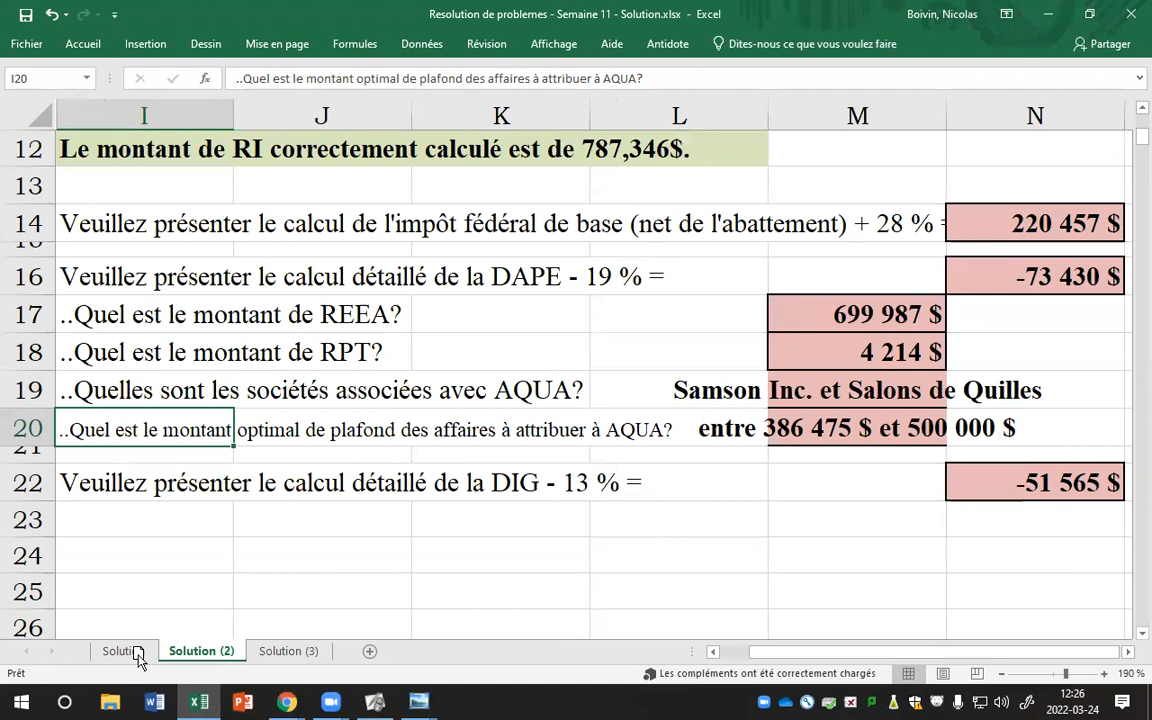 Resolution de problemes - Semaine 11 - Solution.xlsx - Excel
Boivin, Nicolas
Fichier Accueil Insertion Dessin Mise en page Formules Données Révision Affichage Aide Antidote Dites-nous ce que vous voulez faire Partager
I20 fx ..Quel est le montant optimal de plafond des affaires à attribuer à AQUA?
I J K L M N
12 Le montant de RI correctement calculé est de 787,346$.
13
14 Veuillez présenter le calcul de l'impôt fédéral de base (net de l'abattement) + 28 % = 220 457 $
16 Veuillez présenter le calcul détaillé de la DAPE - 19 % = -73 430 $
17 ..Quel est le montant de REEA? 699 987 $
18 ..Quel est le montant de RPT? 4 214 $
19 ..Quelles sont les sociétés associées avec AQUA? Samson Inc. et Salons de Quilles
20 ..Quel est le montant optimal de plafond des affaires à attribuer à AQUA? entre 386 475 $ et 500 000 $
21
22 Veuillez présenter le calcul détaillé de la DIG - 13 % = -51 565 $
23
24
25
26
Solution (2) Solution (3)
Prêt Les compléments ont été correctement chargés 190 %
12:26
2022-03-24